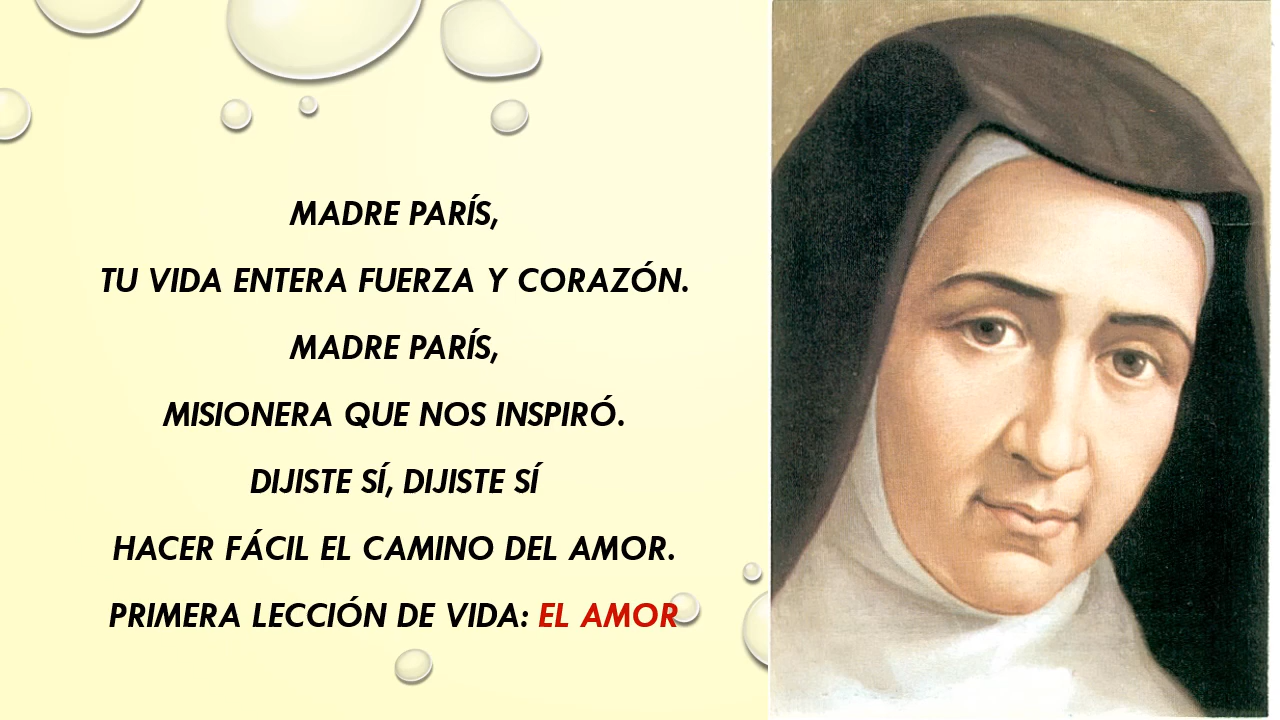 MADRE PARÍS,
TU VIDA ENTERA FUERZA Y CORAZÓN.
MADRE PARÍS,
MISIONERA QUE NOS INSPIRÓ.
DIJISTE SÍ, DIJISTE SÍ
HACER FÁCIL EL CAMINO DEL AMOR.
PRIMERA LECCIÓN DE VIDA: EL AMOR